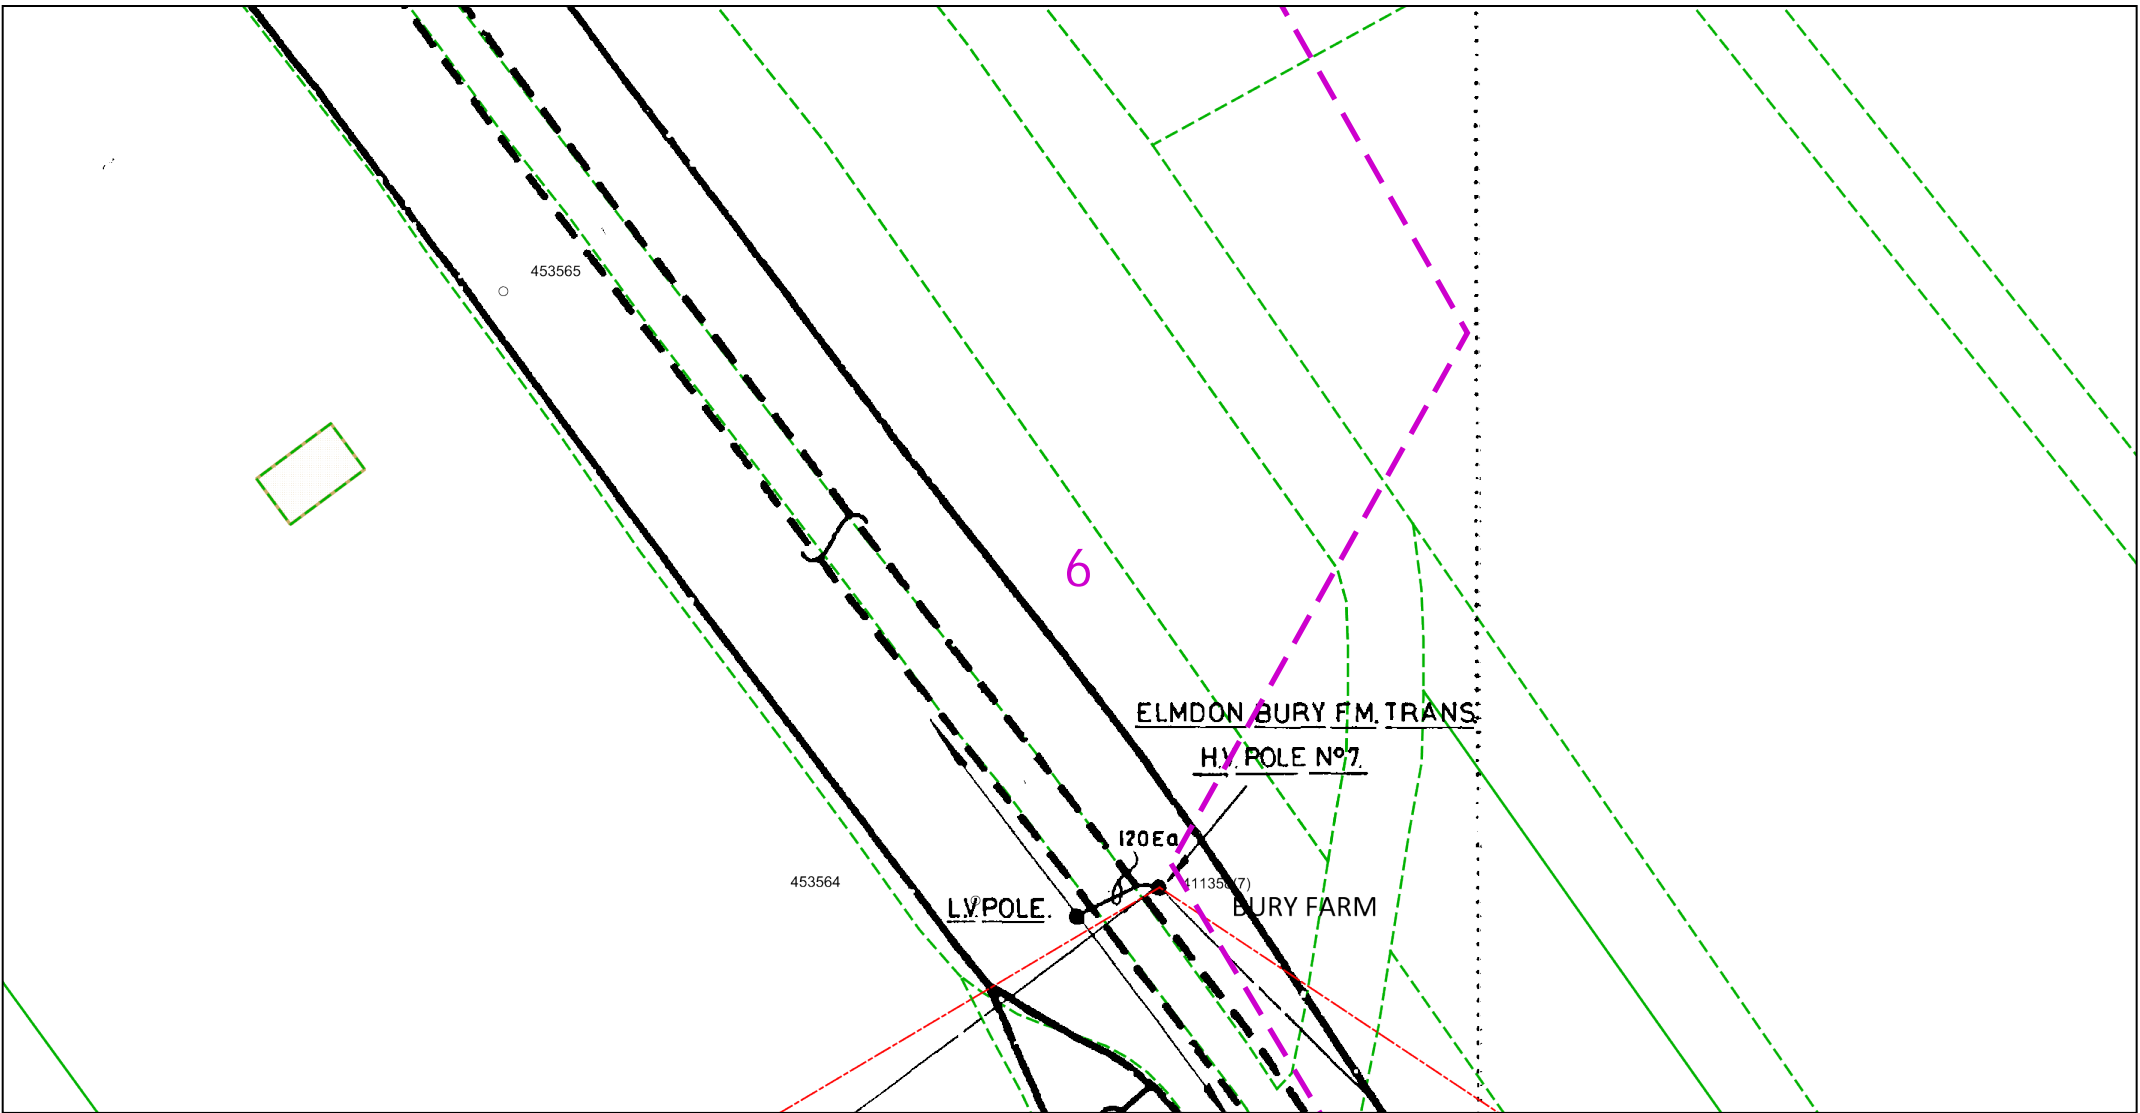 453565
6
ELMDON BURY FM. TRANS
H.V. POLE Nº7.
120Ea
453564
L.V. POLE.
BURY FARM